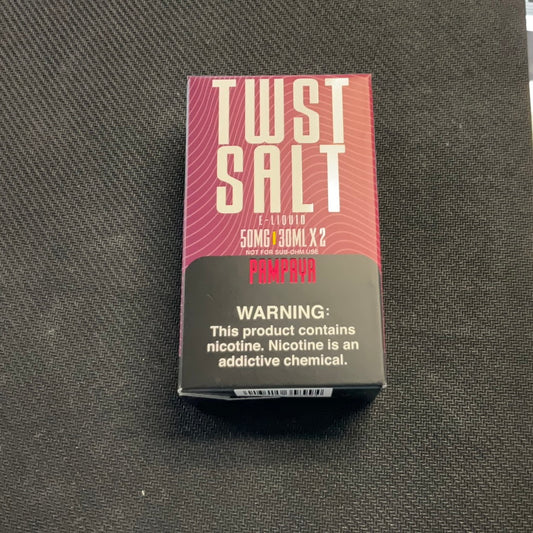 TWST
SALT
E-LIQUID
50MG 30ML X 2
NOT FOR SUB-OHM USE
PAMPAYA
WARNING:
This product contains
nicotine. Nicotine is an
addictive chemical.